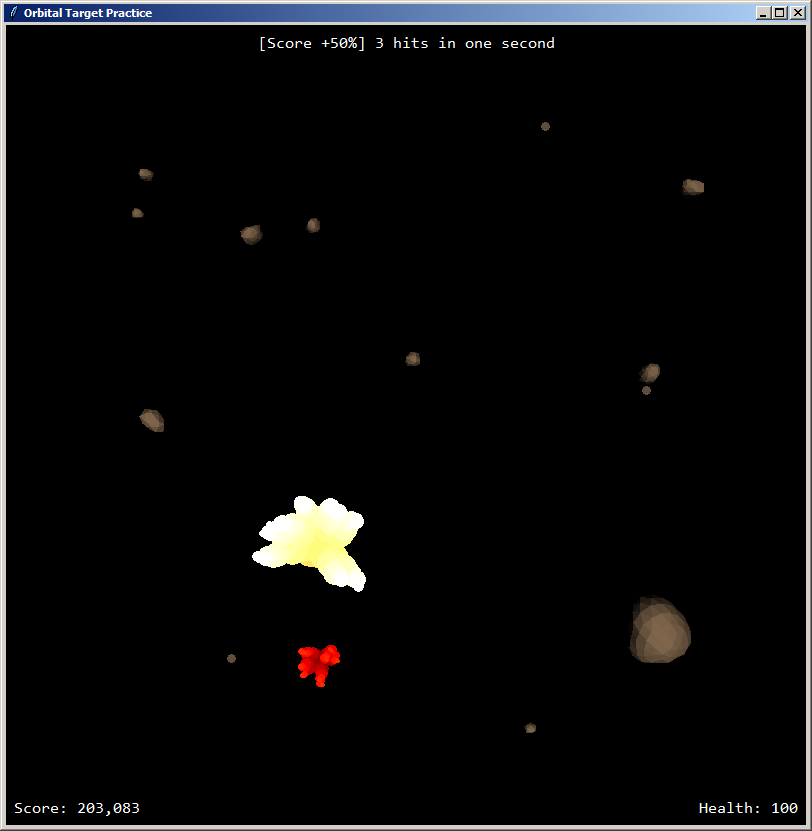 Orbital Target Practice
[Score +50%] 3 hits in one second
Score: 203,083
Health: 100